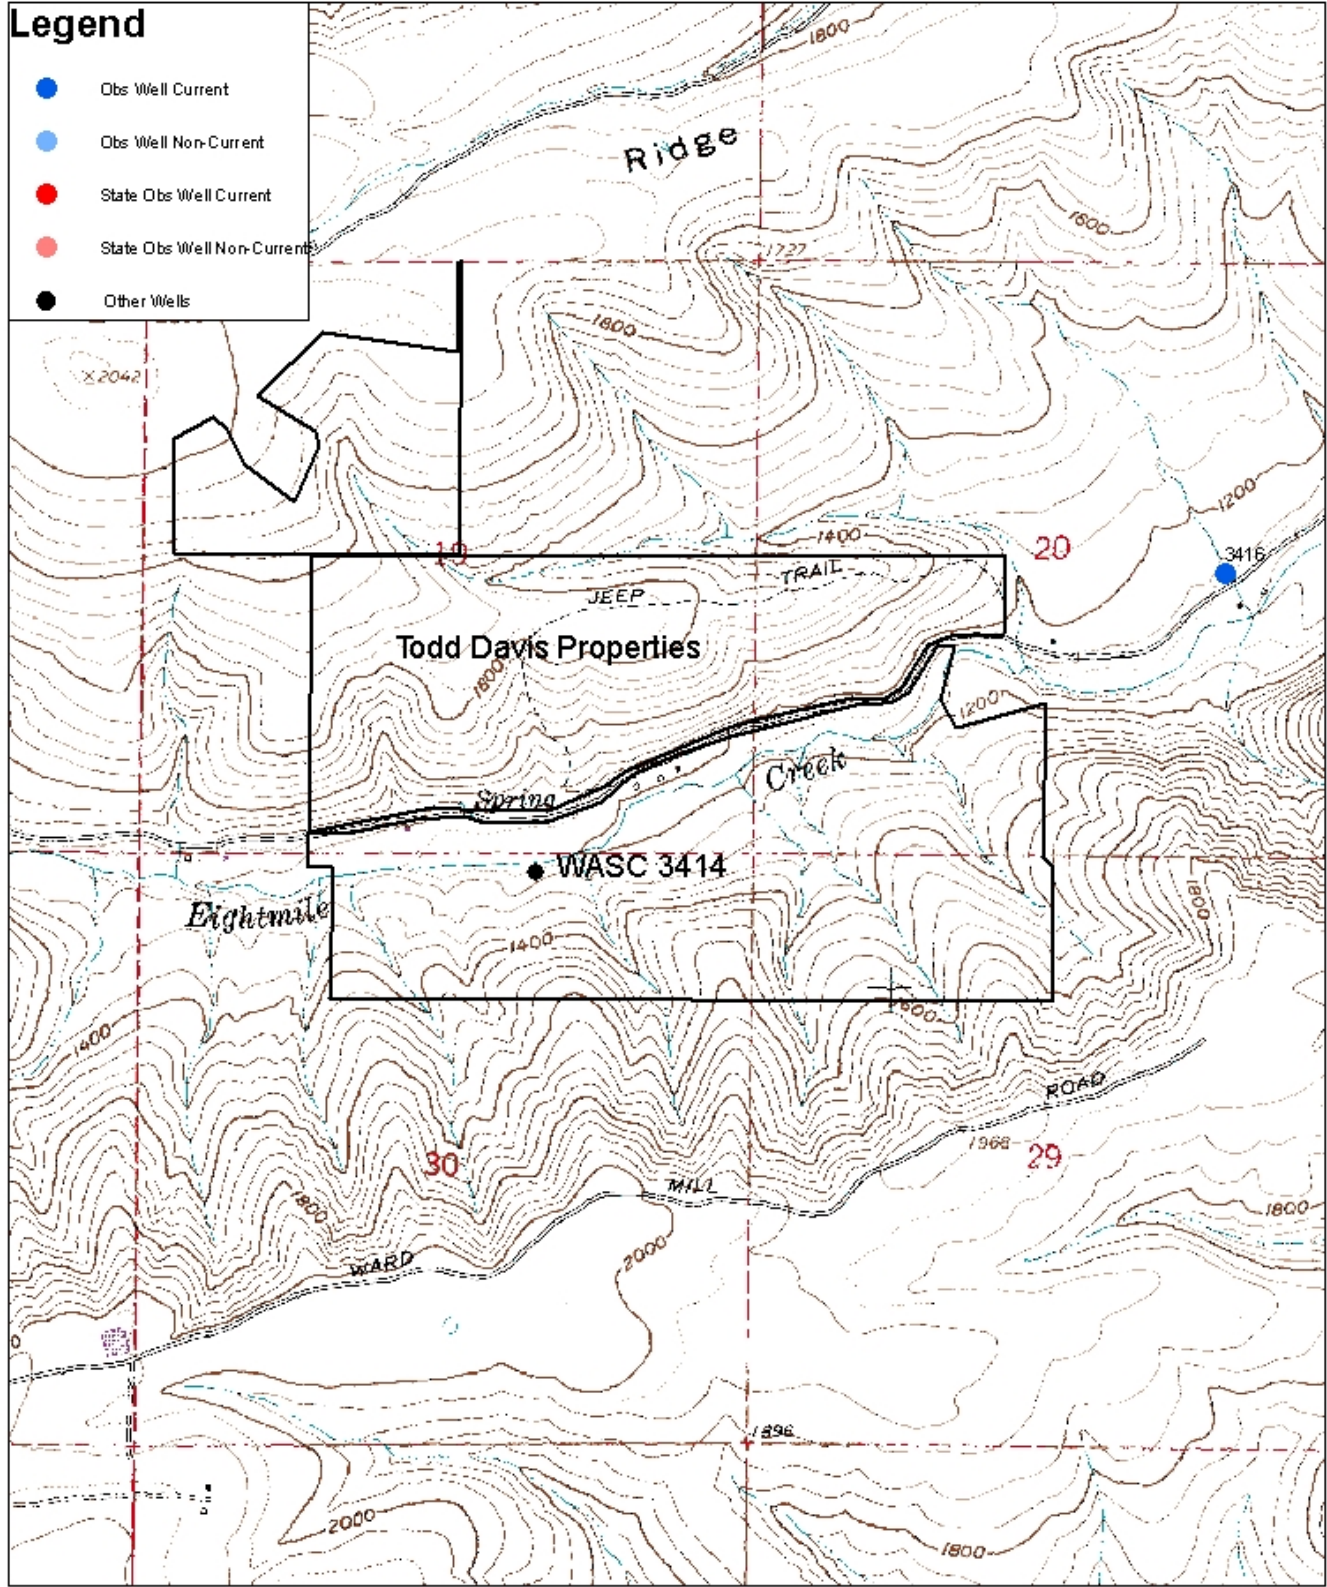 Legend
Obs Well Current
Obs Well Non-Current
State Obs Well Current
State Obs Well Non-Current
Other Wells
1800
Ridge
1600
1727
1800
×2042
1200
19
1400
20
3416
JEEP
TRAIL
Todd Davis Properties
1800
1200
Creek
Spring
WASC 3414
Eightmile
1800
1400
1600
1400
ROAD
1968
29
30
MILL
1800
1800
2000
WARD
0
1896
2000
1800